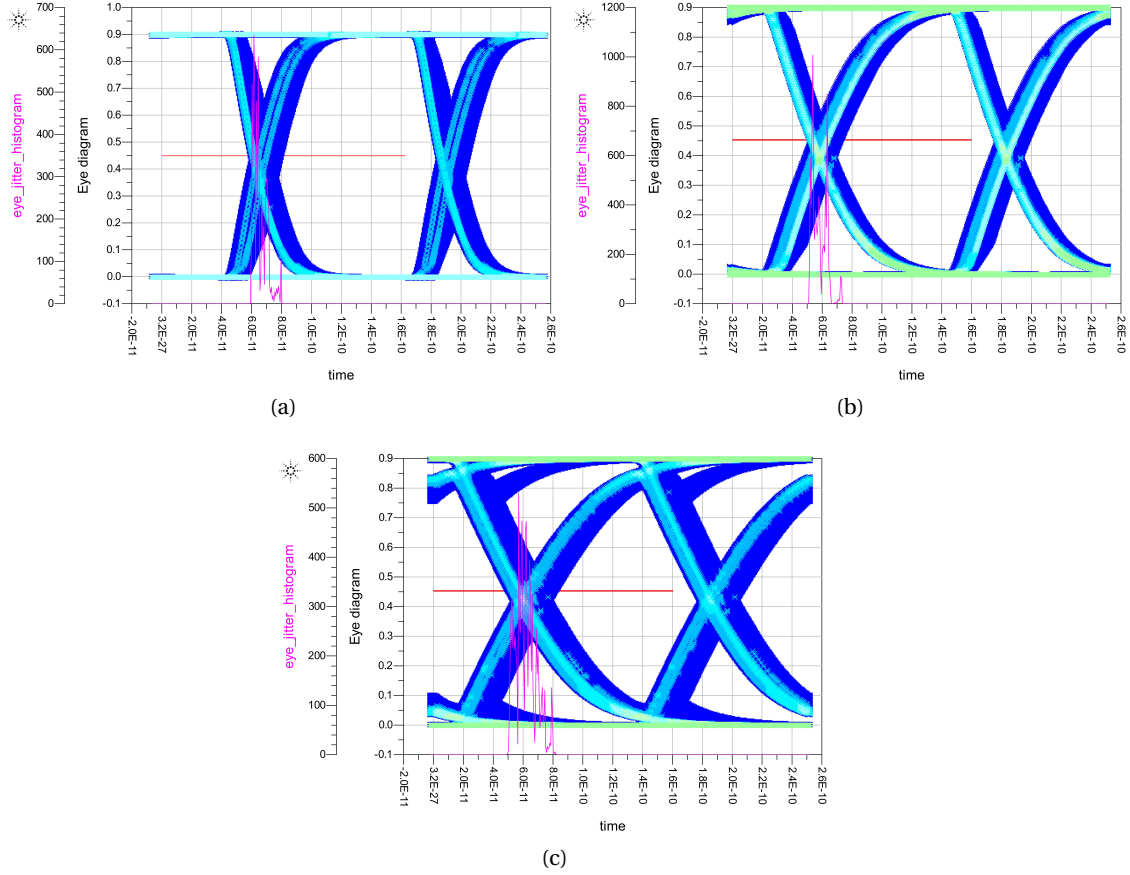 700
600
500
400
300
200
100
0
eye_jitter_histogram
1.0
0.9
0.8
0.7
0.6
0.5
0.4
0.3
0.2
0.1
0.0
-0.1
Eye diagram
-2.0E-11
3.2E-27
2.0E-11
4.0E-11
6.0E-11
8.0E-11
1.0E-10
1.2E-10
1.4E-10
1.6E-10
1.8E-10
2.0E-10
2.2E-10
2.4E-10
2.6E-10
time
(a)
1200
1000
800
600
400
200
0
eye_jitter_histogram
0.9
0.8
0.7
0.6
0.5
0.4
0.3
0.2
0.1
0.0
-0.1
Eye diagram
-2.0E-11
3.2E-27
2.0E-11
4.0E-11
6.0E-11
8.0E-11
1.0E-10
1.2E-10
1.4E-10
1.6E-10
1.8E-10
2.0E-10
2.2E-10
2.4E-10
2.6E-10
time
(b)
600
500
400
300
200
100
0
eye_jitter_histogram
0.9
0.8
0.7
0.6
0.5
0.4
0.3
0.2
0.1
0.0
-0.1
Eye diagram
-2.0E-11
3.2E-27
2.0E-11
4.0E-11
6.0E-11
8.0E-11
1.0E-10
1.2E-10
1.4E-10
1.6E-10
1.8E-10
2.0E-10
2.2E-10
2.4E-10
2.6E-10
time
(c)